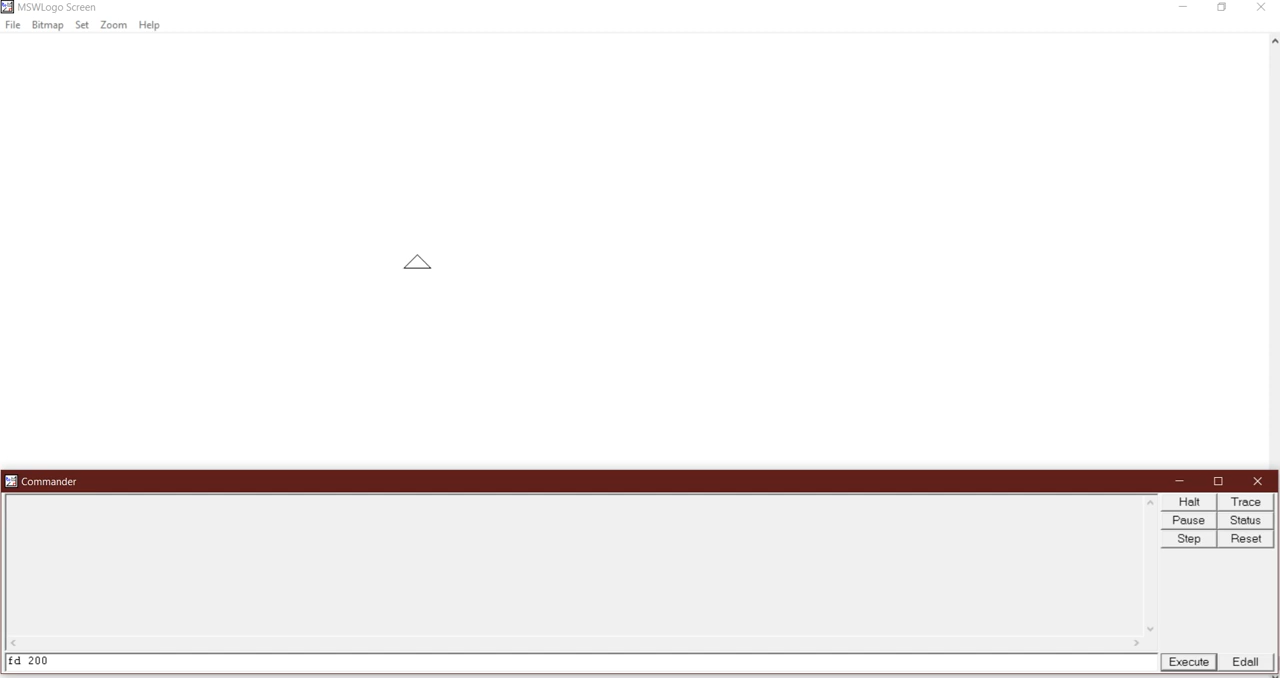 MSWLogo Screen
File Bitmap Set Zoom Help
Commander
Halt Trace
Pause Status
Step Reset
fd 200
Execute Edall